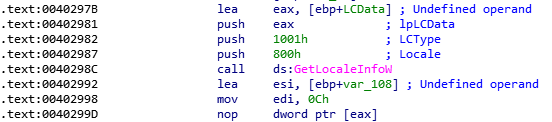 .text:0040297B lea eax, [ebp+LCData] ; Undefined operand
.text:00402981 push eax ; lpLCData
.text:00402982 push 1001h ; LCType
.text:00402987 push 800h ; Locale
.text:0040298C call ds:GetLocaleInfoW
.text:00402992 lea esi, [ebp+var_108] ; Undefined operand
.text:00402998 mov edi, 0Ch
.text:0040299D nop dword ptr [eax]